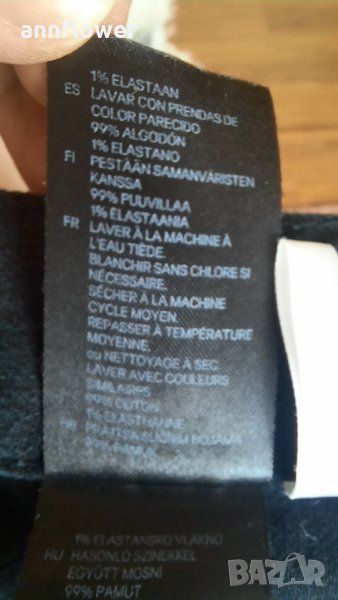 annflower
1% ELASTAAN
ES LAVAR CON PRENDAS DE
COLOR PARECIDO
99% ALGODÓN
1% ELASTANO
FI PESTÄÄN SAMANVÄRISTEN
KANSSA
99% PUUVILLAA
1% ELASTAANIA
FR LAVER À LA MACHINE À
L'EAU TIÈDE.
BLANCHIR SANS CHLORE SI
NÉCESSAIRE.
SÉCHER À LA MACHINE
CYCLE MOYEN.
REPASSER À TEMPÉRATURE
MOYENNE.
ou NETTOYAGE À SEC
LAVER AVEC COULEURS
SIMILAIRES
99% COTON
1% ELASTHANNE
BOJAMA
1% ELASTANSKO VLAKNO
HU HASONLÓ SZÍNEKKEL
EGYÜTT MOSNI
99% PAMUT
BAZAR
bg